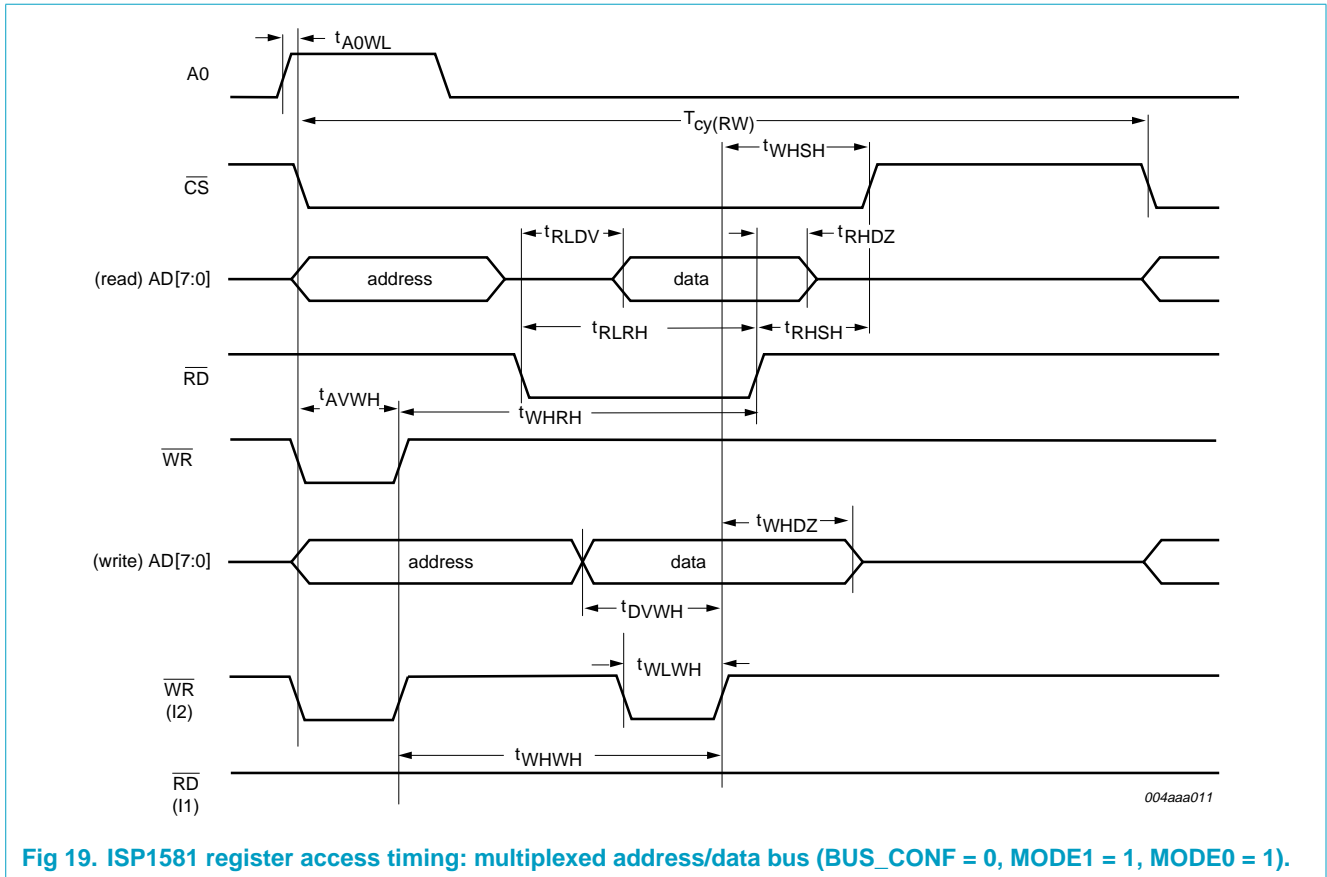 tA0WL
A0
Tcy(RW)
tWHSH
CS
tRLDV
tRHDZ
(read) AD[7:0]
address
data
tRLRH
tRHSH
RD
tAVWH
tWHRH
WR
tWHDZ
(write) AD[7:0]
address
data
tDVWH
tWLWH
WR
(I2)
tWHWH
RD
(I1)
004aaa011
Fig 19. ISP1581 register access timing: multiplexed address/data bus (BUS_CONF = 0, MODE1 = 1, MODE0 = 1).